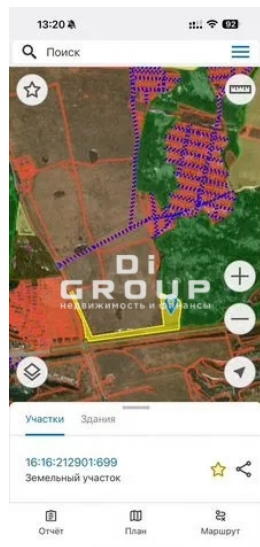 13:20
92
Поиск
Di
GROUP
недвижимость и финансы
Участки Здания
16:16:212901:699
Земельный участок
Отчёт План Маршрут